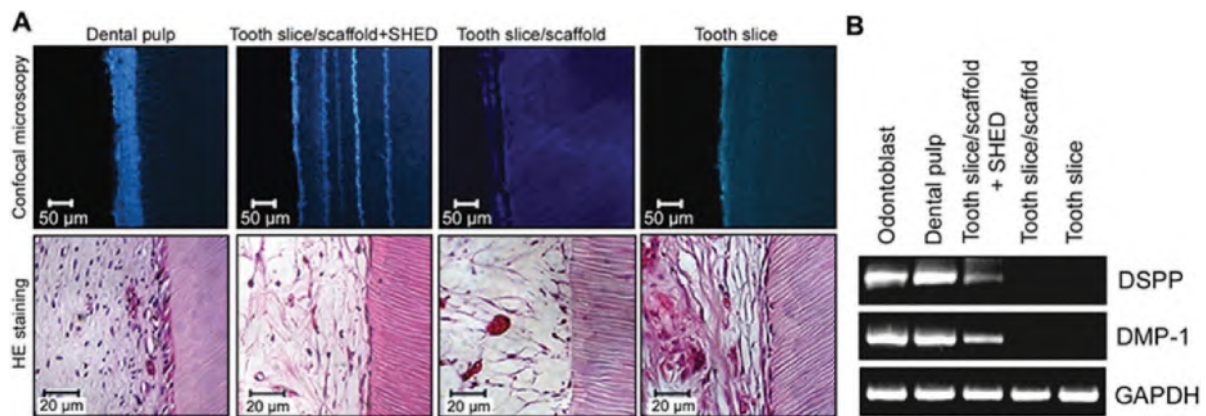 A
Dental pulp
Tooth slice/scaffold+SHED
Tooth slice/scaffold
Tooth slice
Confocal microscopy
50 µm
50 µm
50 µm
50 µm
HE staining
20 µm
20 µm
20 µm
20 µm
B
Odontoblast
Dental pulp
Tooth slice/scaffold
+ SHED
Tooth slice/scaffold
Tooth slice
DSPP
DMP-1
GAPDH